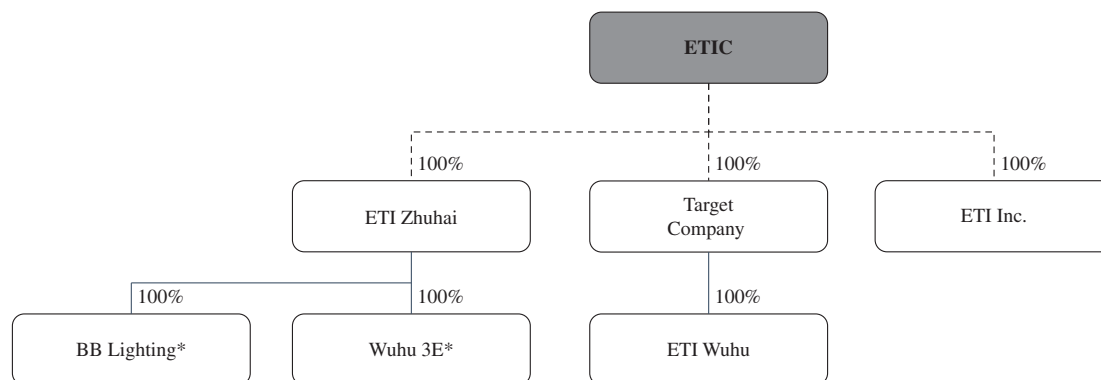 ETIC
100%
100%
100%
ETI Zhuhai
Target
Company
ETI Inc.
100%
100%
100%
BB Lighting*
Wuhu 3E*
ETI Wuhu